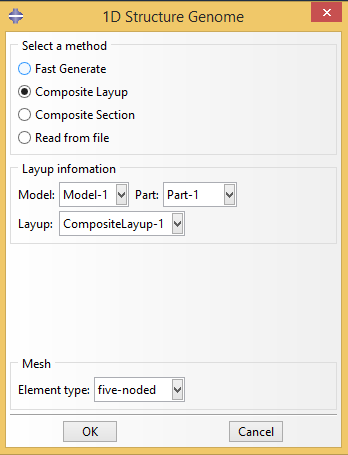 1D Structure Genome
Select a method
Fast Generate
Composite Layup
Composite Section
Read from file
Layup infomation
Model: Model-1 Part: Part-1
Layup: CompositeLayup-1
Mesh
Element type: five-noded
OK Cancel